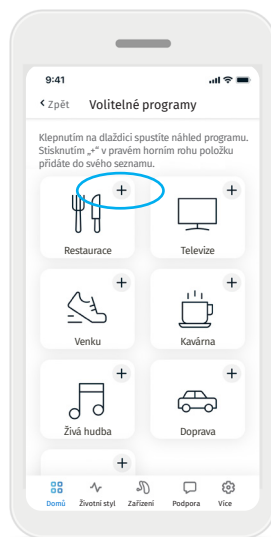 9:41
Zpět Volitelné programy
Klepnutím na dlaždici spustíte náhled programu.
Stisknutím „+“ v pravém horním rohu položku
přidáte do svého seznamu.
Restaurace Televize
Venku Kavárna
Živá hudba Doprava
Domů Životní styl Zařízení Podpora Více